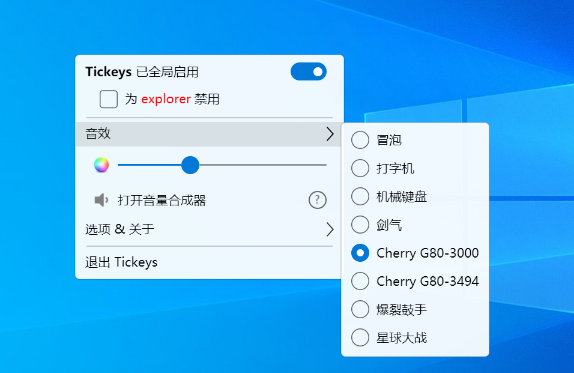 Tickeys 已全局启用
为 explorer 禁用
音效
打开音量合成器
?
选项 & 关于
退出 Tickeys
冒泡
打字机
机械键盘
剑气
Cherry G80-3000
Cherry G80-3494
爆裂鼓手
星球大战